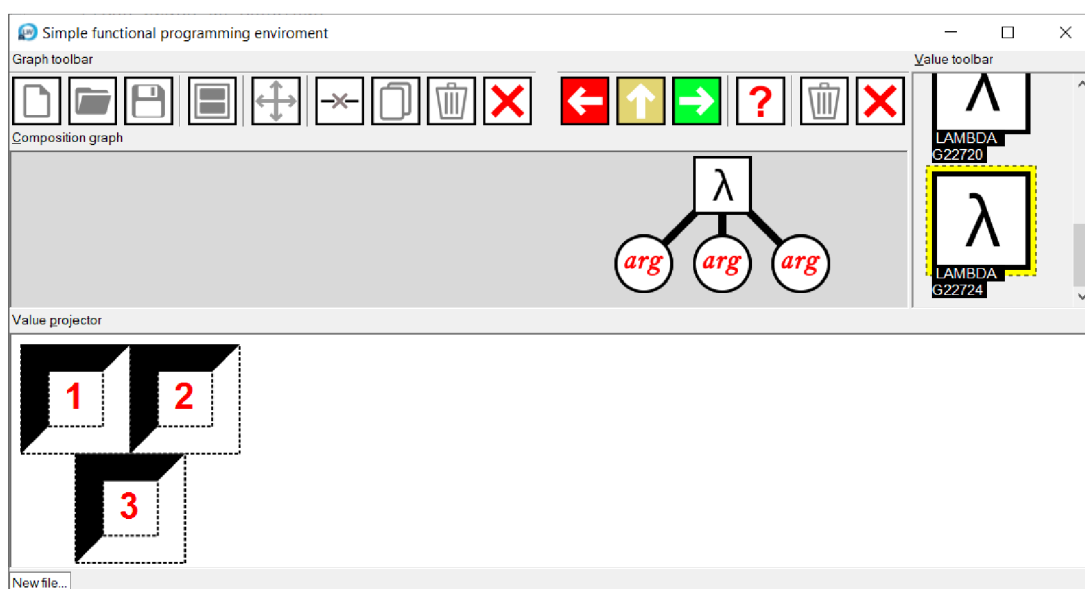 Simple functional programming enviroment
Graph toolbar
Value toolbar
?
Composition graph
λ
LAMBDA
G22720
λ
arg arg arg
λ
LAMBDA
G22724
Value projector
1 2
3
New file...